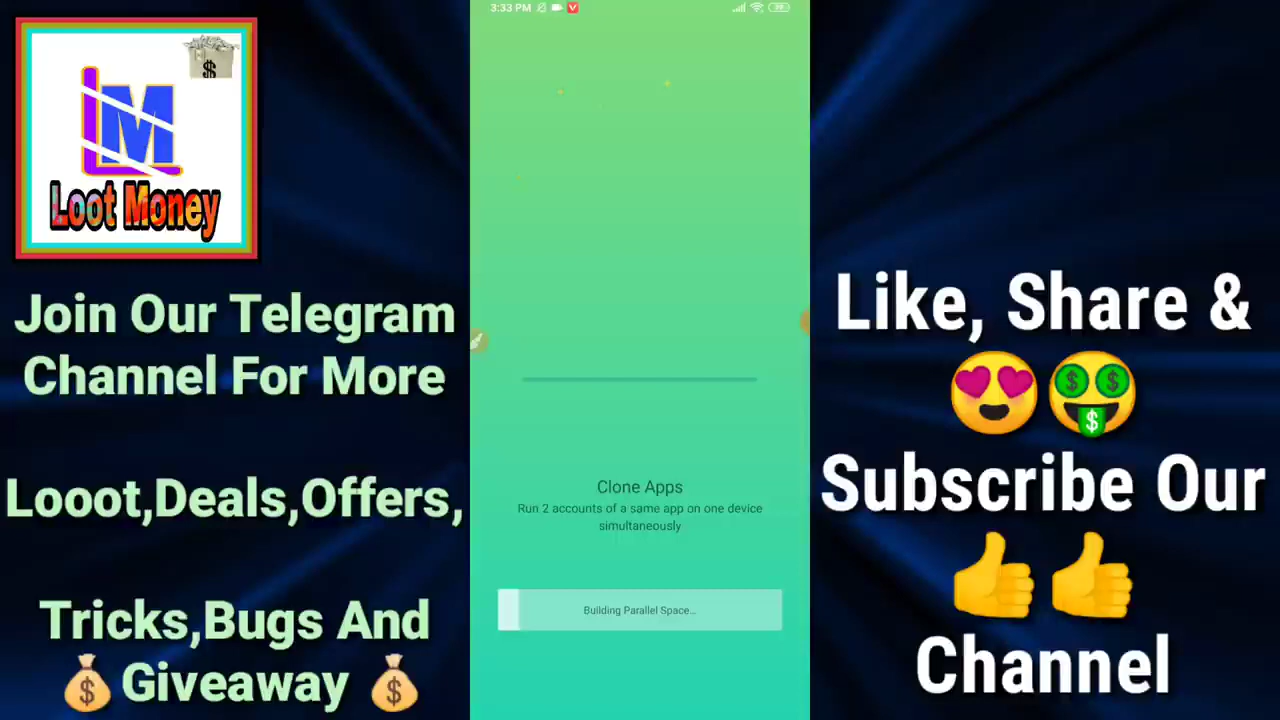 3:33 PM
LM
Loot Money
Join Our Telegram
Channel For More
Looot,Deals,Offers,
Tricks,Bugs And
Giveaway
Clone Apps
Run 2 accounts of a same app on one device
simultaneously
Building Parallel Space...
Like, Share &
Subscribe Our
Channel